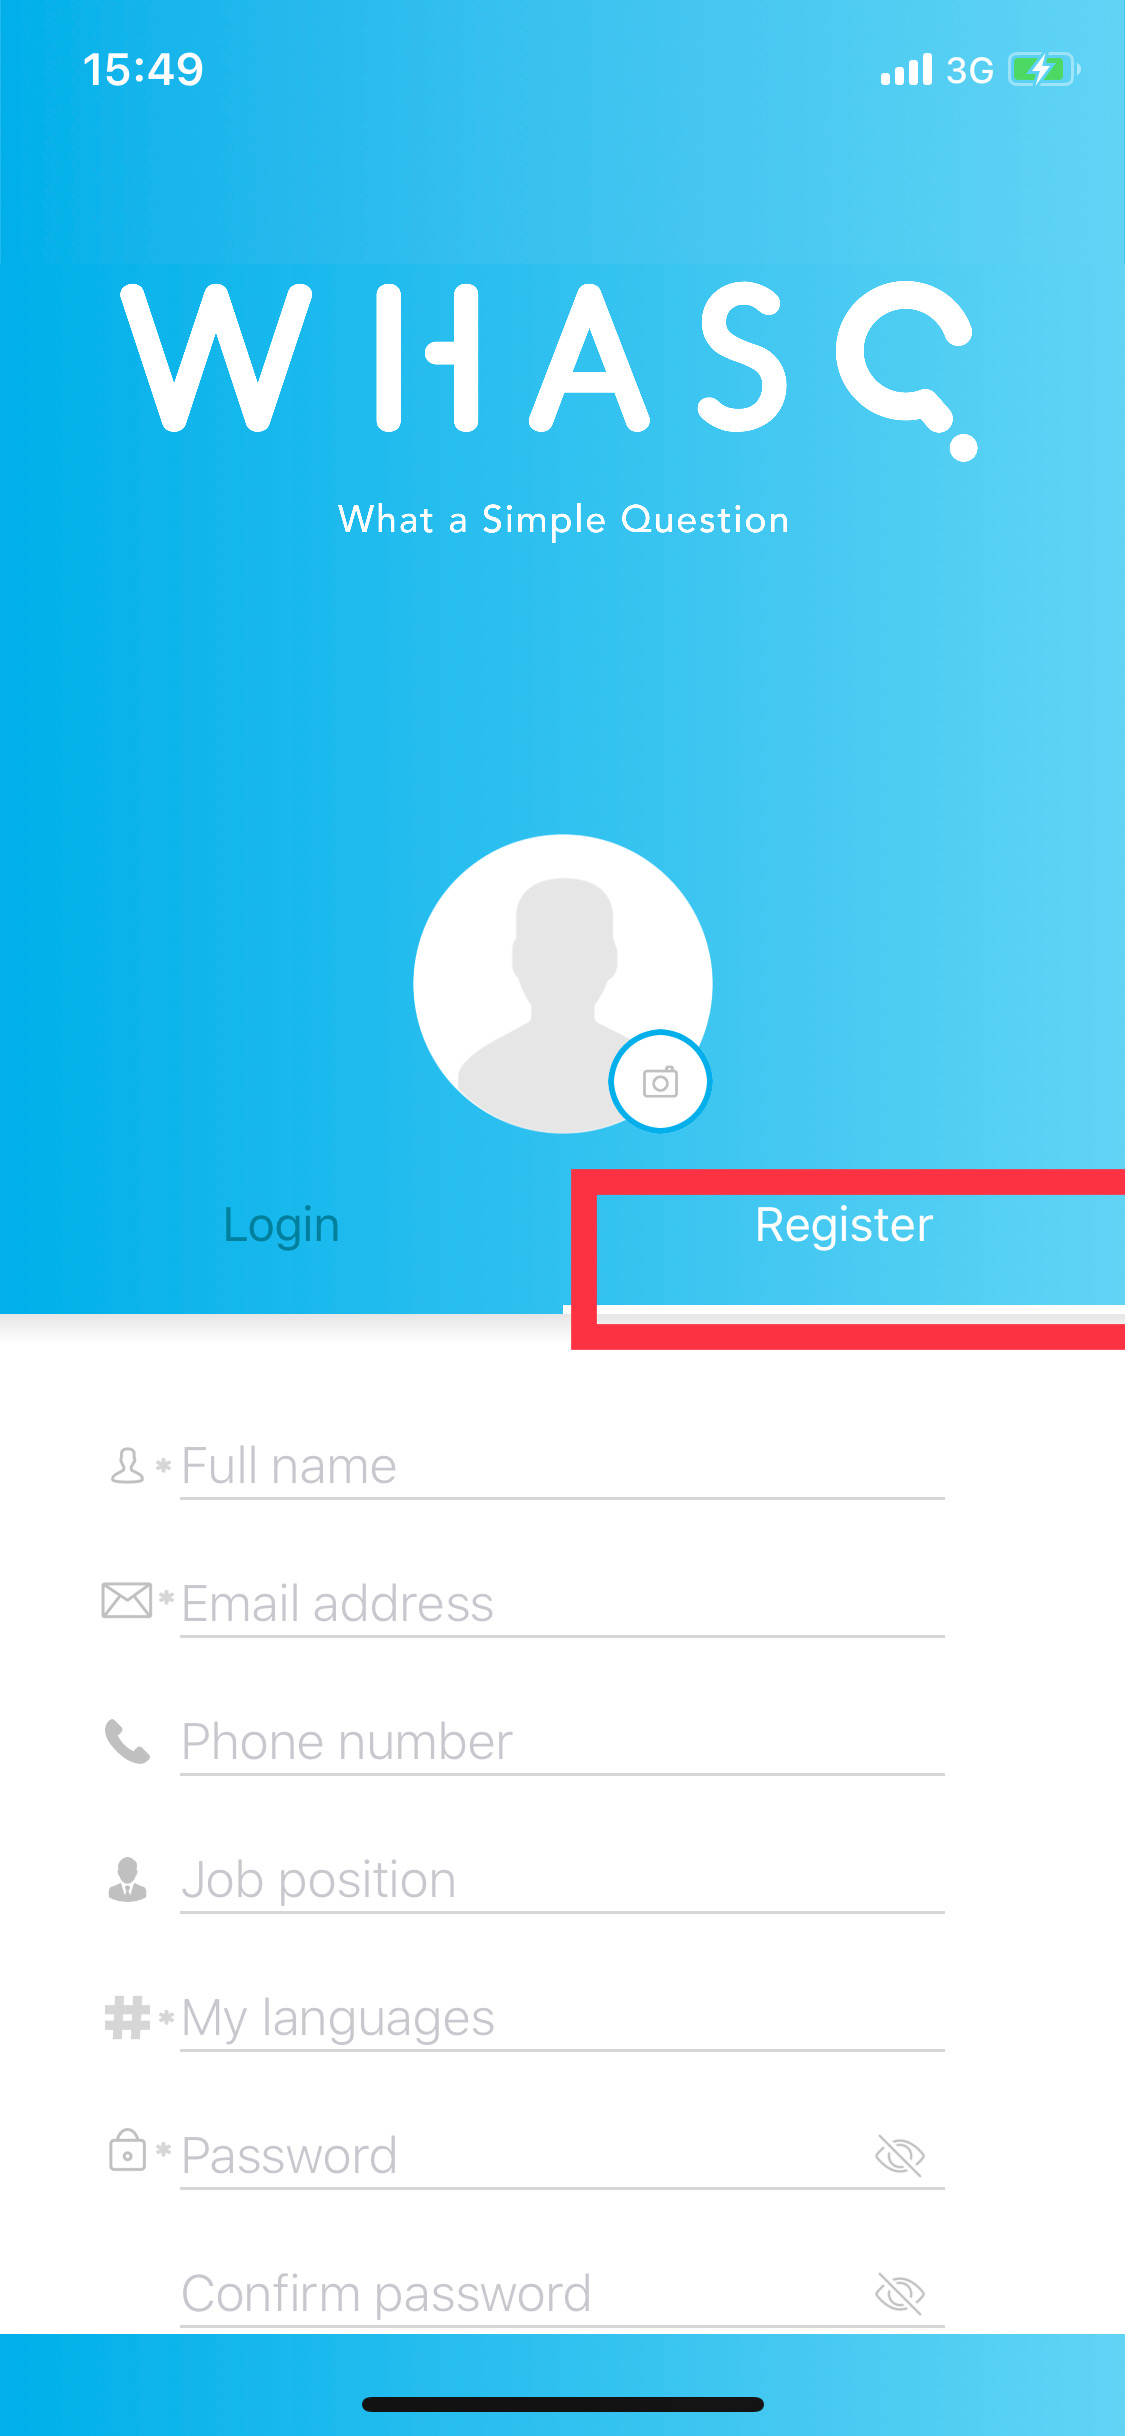 15:49 3G
WHASQ
What a Simple Question
Login Register
* Full name
* Email address
Phone number
Job position
* My languages
* Password
Confirm password